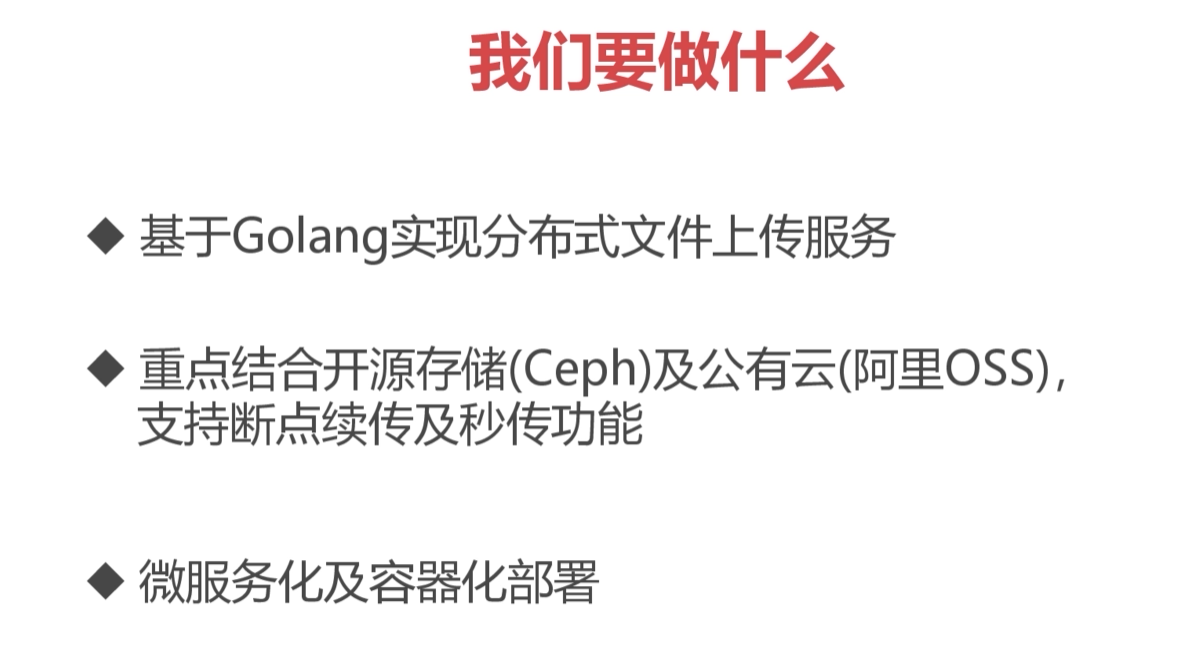 我们要做什么
◆ 基于Golang实现分布式文件上传服务
◆ 重点结合开源存储(Ceph)及公有云(阿里OSS),
支持断点续传及秒传功能
◆ 微服务化及容器化部署